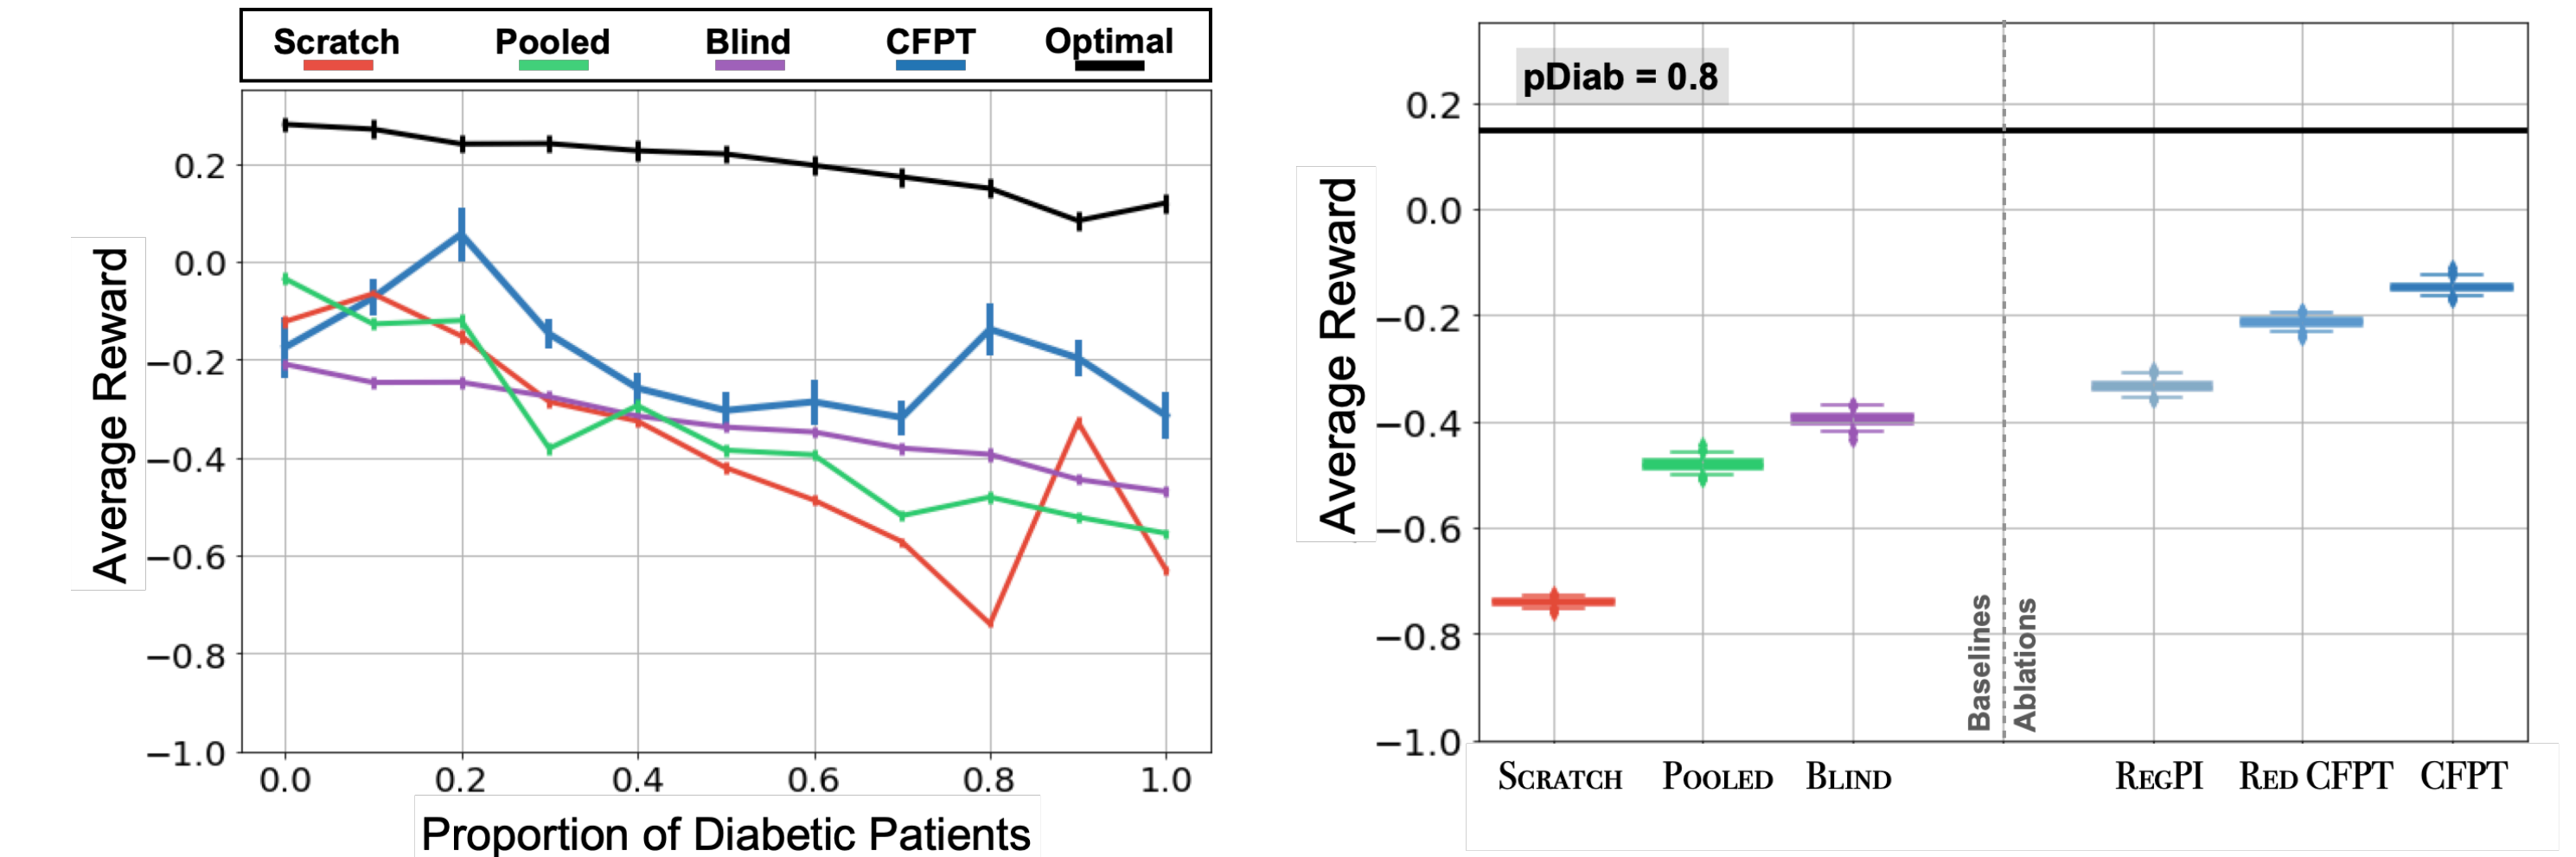 Scratch Pooled Blind CFPT Optimal
Average Reward
0.2
0.0
−0.2
−0.4
−0.6
−0.8
−1.0
0.0 0.2 0.4 0.6 0.8 1.0
Proportion of Diabetic Patients
pDiab = 0.8
Average Reward
0.2
0.0
−0.2
−0.4
−0.6
−0.8
−1.0
Baselines
Ablations
SCRATCH POOLED BLIND REGPI RED CFPT CFPT